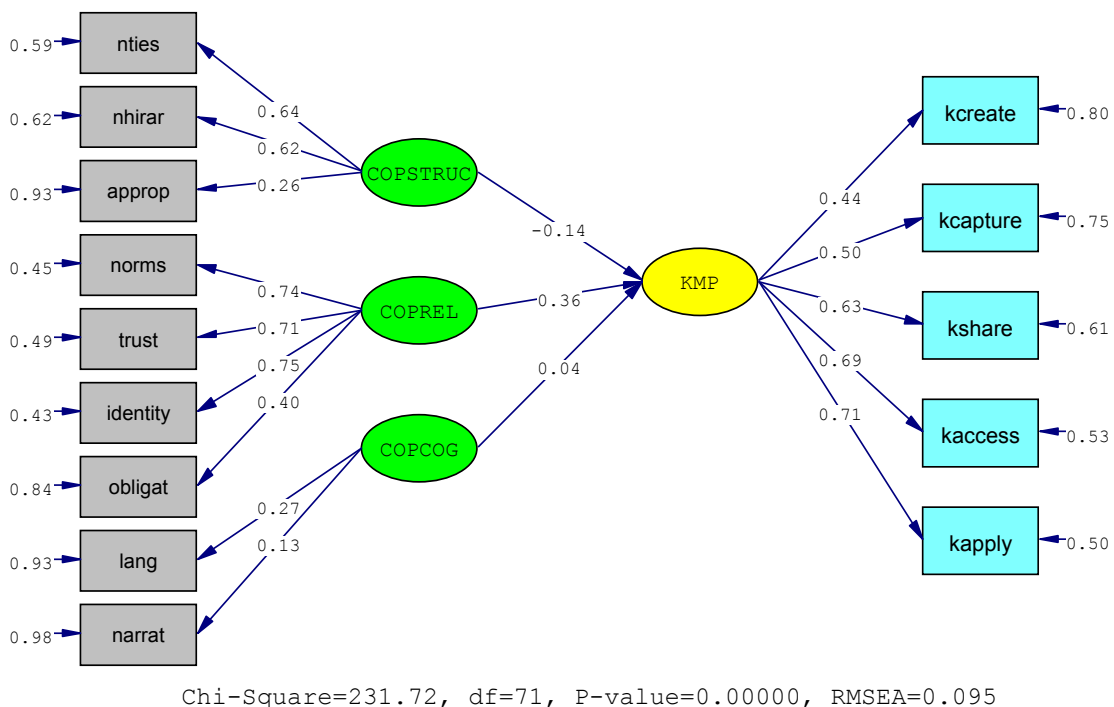 0.59
nties
0.64
0.62
nhirar
0.62
0.93
approp
0.26
COPSTRUC
-0.14
0.45
norms
0.74
0.49
trust
0.71
COPREL
0.36
0.43
identity
0.75
0.84
obligat
0.40
COPCOG
0.04
0.93
lang
0.27
0.98
narrat
0.13
KMP
0.44
kcreate
0.80
0.50
kcapture
0.75
0.63
kshare
0.61
0.69
kaccess
0.53
0.71
kapply
0.50
Chi-Square=231.72, df=71, P-value=0.00000, RMSEA=0.095